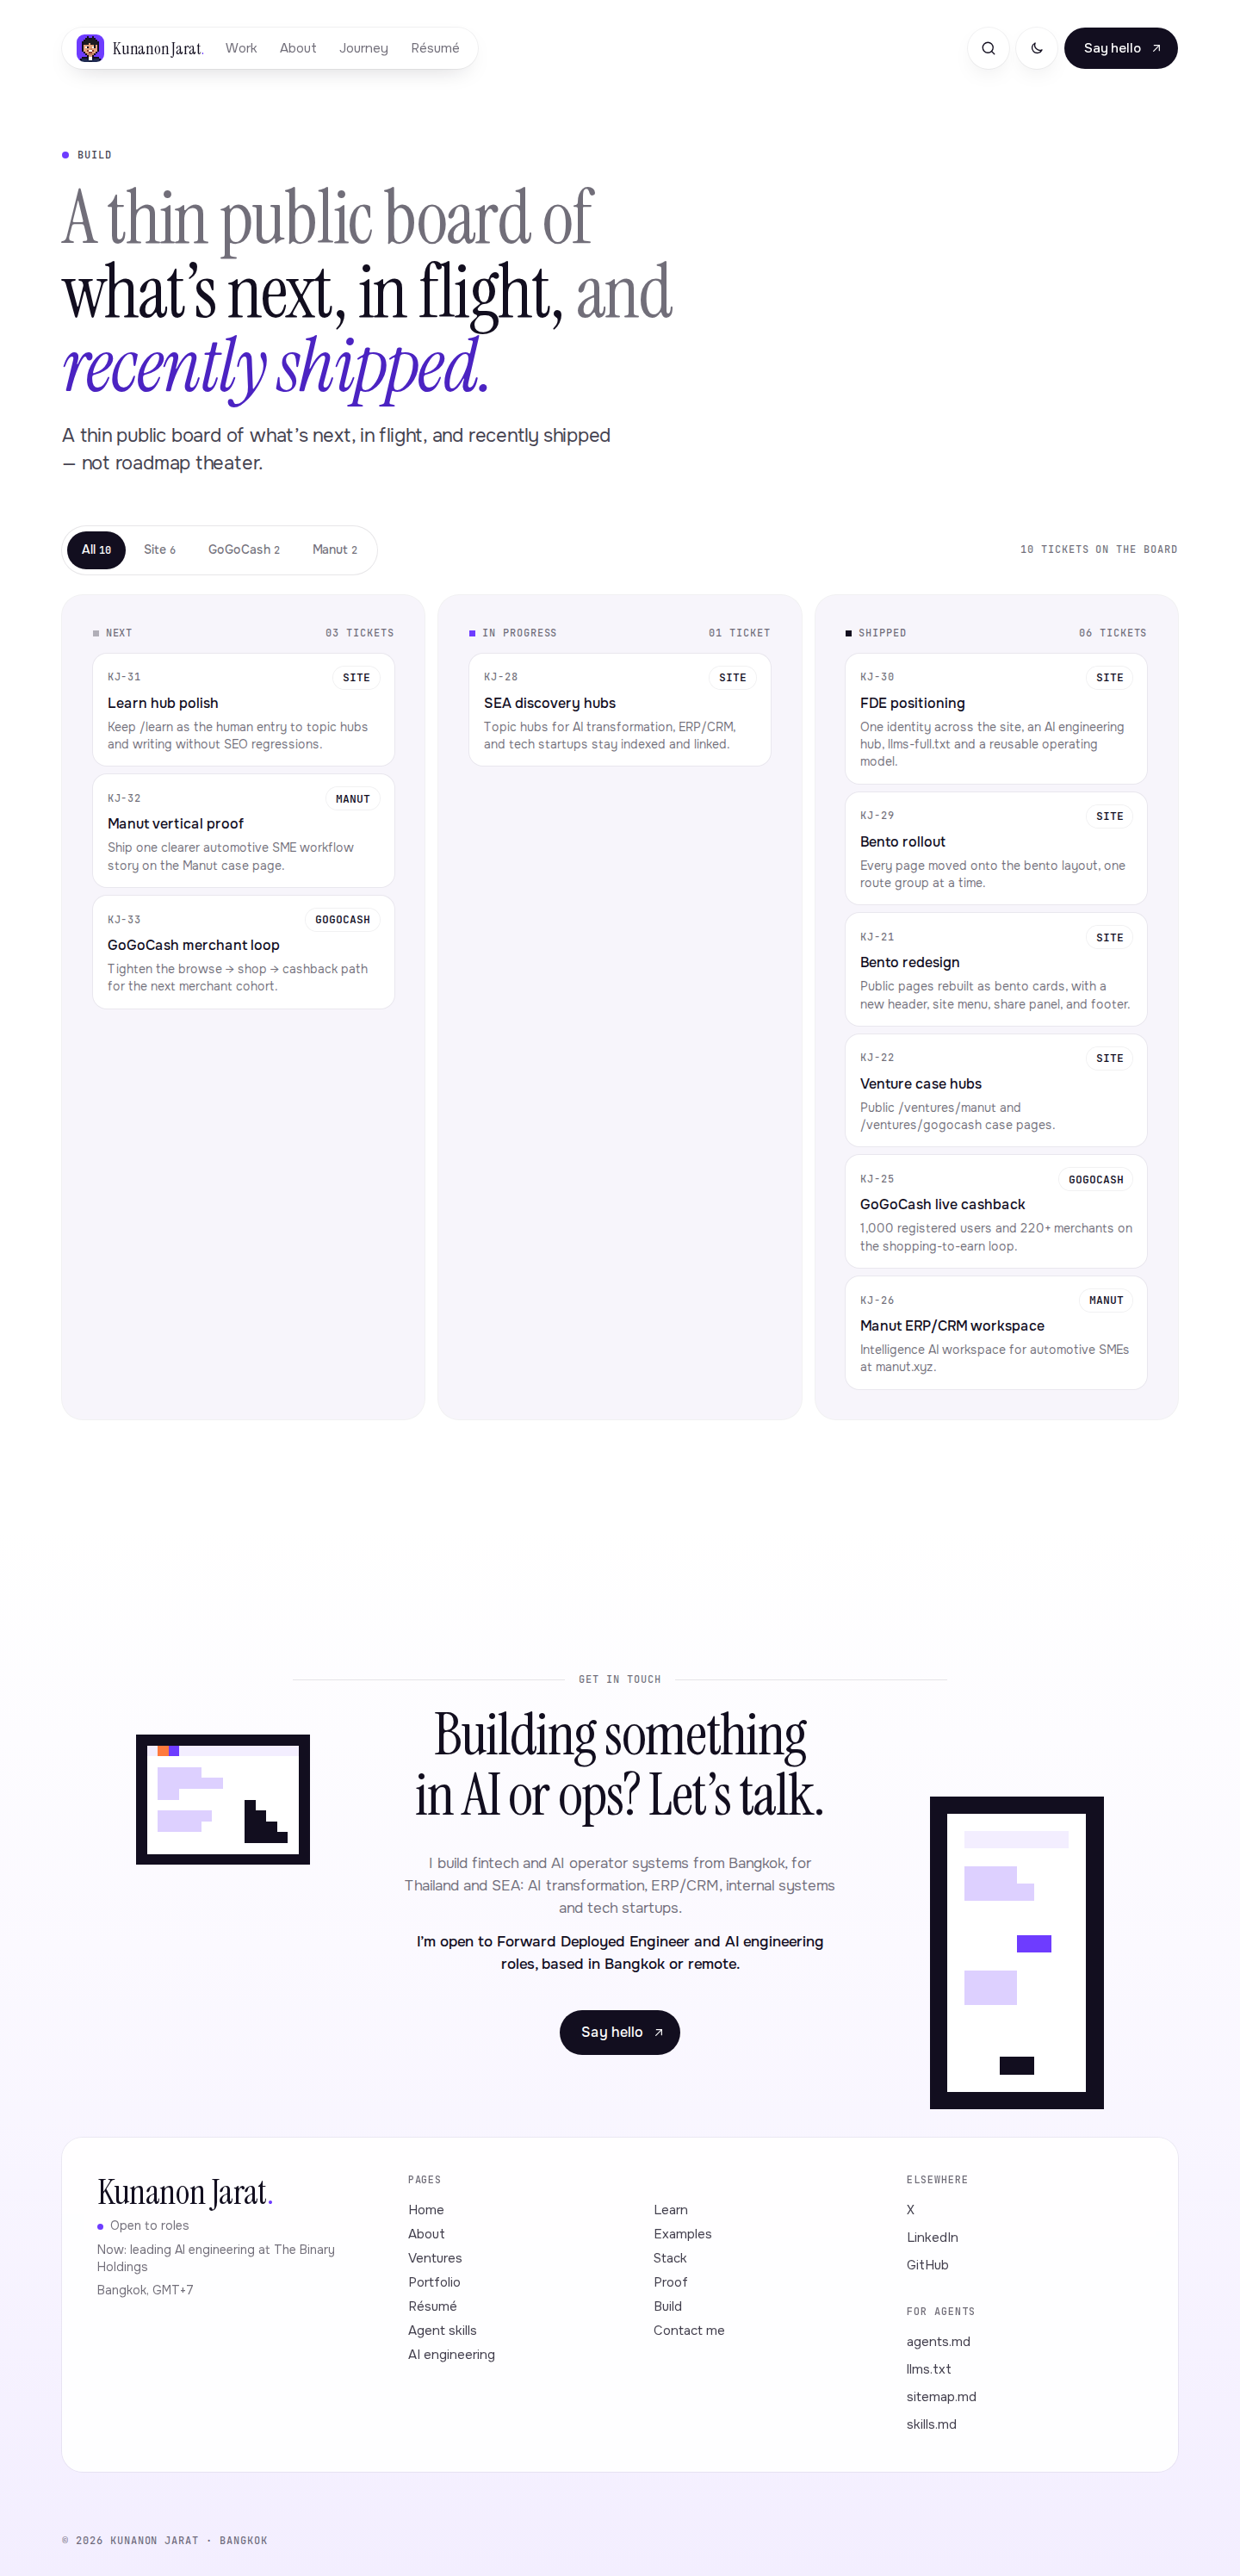 Kunanon Jarat. Work About Journey Résumé
Say hello
BUILD
A thin public board of
what’s next, in flight, and
recently shipped.
A thin public board of what’s next, in flight, and recently shipped
— not roadmap theater.
All 10 Site 6 GoGoCash 2 Manut 2
10 TICKETS ON THE BOARD
NEXT 03 TICKETS
KJ-31 SITE
Learn hub polish
Keep /learn as the human entry to topic hubs
and writing without SEO regressions.
KJ-32 MANUT
Manut vertical proof
Ship one clearer automotive SME workflow
story on the Manut case page.
KJ-33 GOGOCASH
GoGoCash merchant loop
Tighten the browse → shop → cashback path
for the next merchant cohort.
IN PROGRESS 01 TICKET
KJ-28 SITE
SEA discovery hubs
Topic hubs for AI transformation, ERP/CRM,
and tech startups stay indexed and linked.
SHIPPED 06 TICKETS
KJ-30 SITE
FDE positioning
One identity across the site, an AI engineering
hub, llms-full.txt and a reusable operating
model.
KJ-29 SITE
Bento rollout
Every page moved onto the bento layout, one
route group at a time.
KJ-21 SITE
Bento redesign
Public pages rebuilt as bento cards, with a
new header, site menu, share panel, and footer.
KJ-22 SITE
Venture case hubs
Public /ventures/manut and
/ventures/gogocash case pages.
KJ-25 GOGOCASH
GoGoCash live cashback
1,000 registered users and 220+ merchants on
the shopping-to-earn loop.
KJ-26 MANUT
Manut ERP/CRM workspace
Intelligence AI workspace for automotive SMEs
at manut.xyz.
GET IN TOUCH
Building something
in AI or ops? Let’s talk.
I build fintech and AI operator systems from Bangkok, for
Thailand and SEA: AI transformation, ERP/CRM, internal systems
and tech startups.
I’m open to Forward Deployed Engineer and AI engineering
roles, based in Bangkok or remote.
Say hello
Kunanon Jarat.
Open to roles
Now: leading AI engineering at The Binary
Holdings
Bangkok, GMT+7
PAGES
Home
About
Ventures
Portfolio
Résumé
Agent skills
AI engineering
Learn
Examples
Stack
Proof
Build
Contact me
ELSEWHERE
X
LinkedIn
GitHub
FOR AGENTS
agents.md
llms.txt
sitemap.md
skills.md
© 2026 KUNANON JARAT · BANGKOK